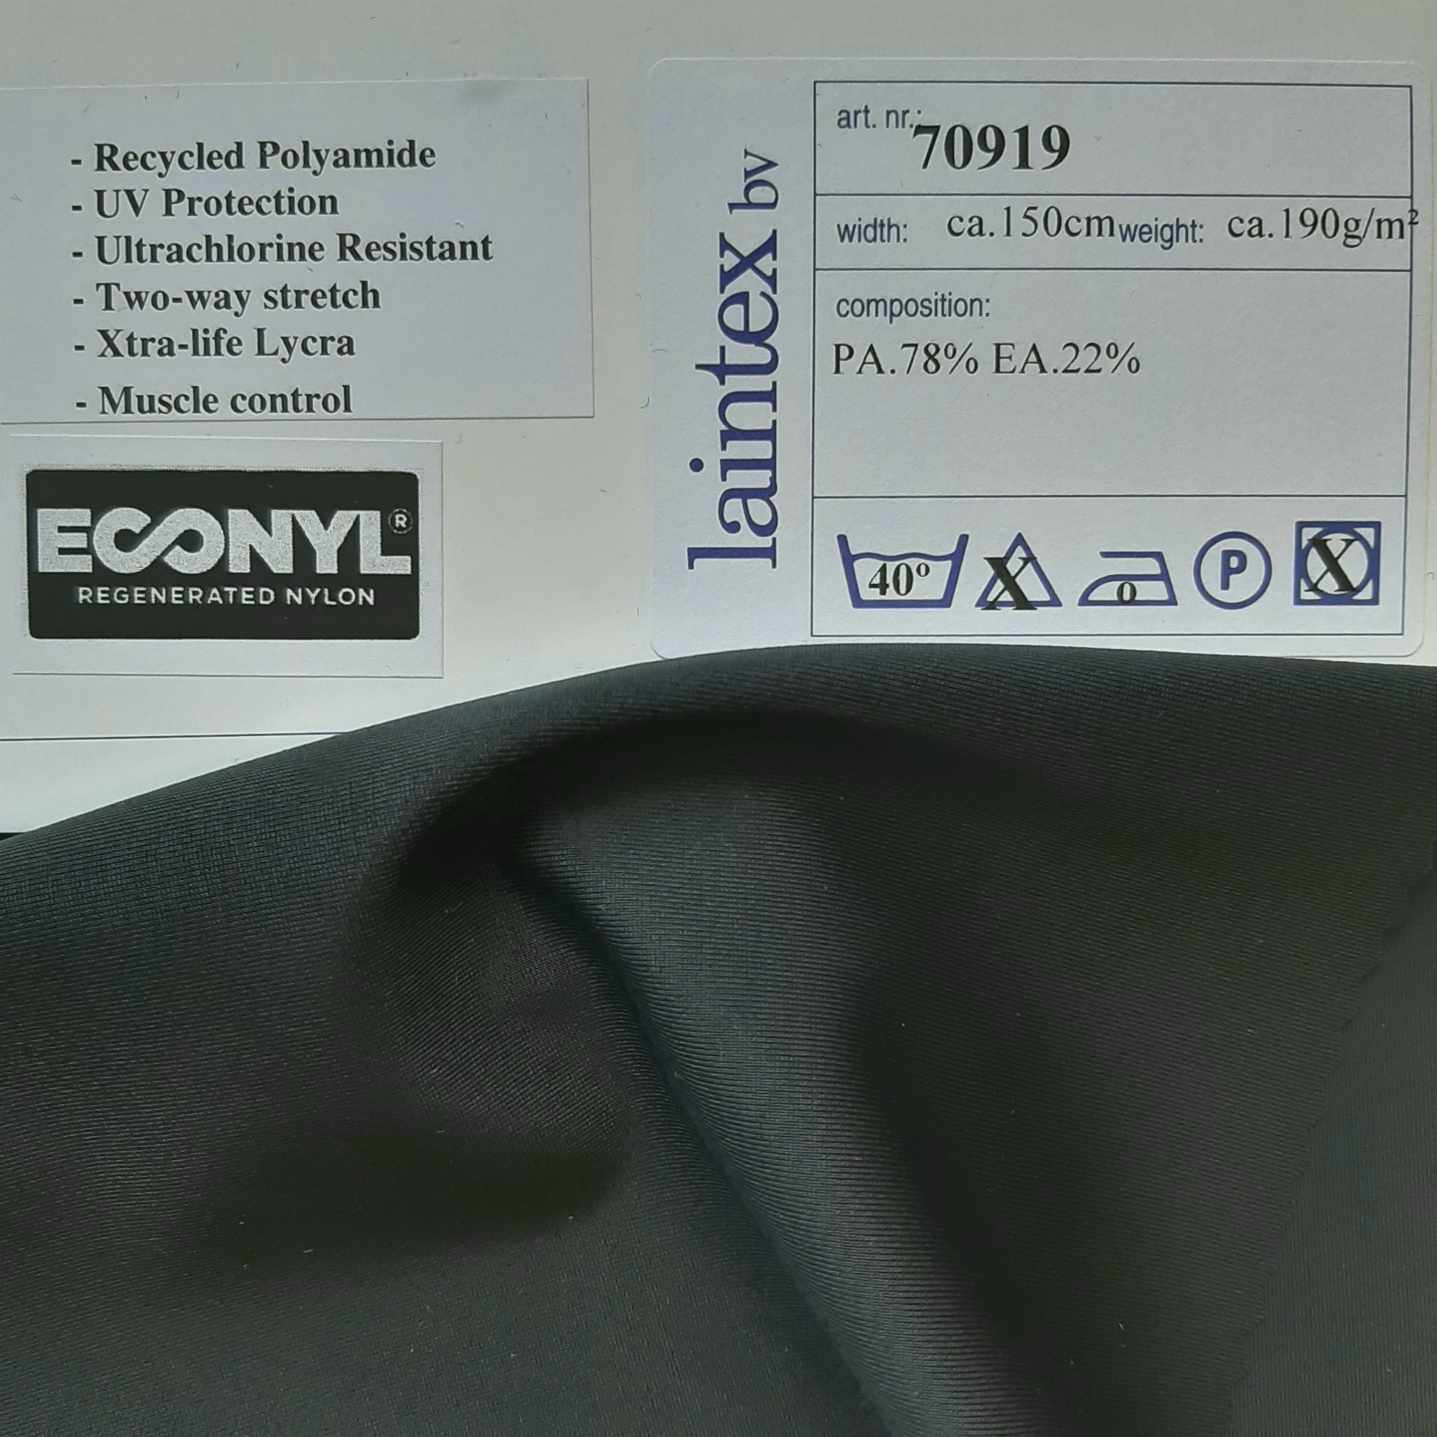 - Recycled Polyamide
- UV Protection
- Ultrachlorine Resistant
- Two-way stretch
- Xtra-life Lycra
- Muscle control
ECONYL®
REGENERATED NYLON
laintex bv
art. nr.: 70919
width: ca.150cm weight: ca.190g/m²
composition:
PA.78% EA.22%
40° X o P X